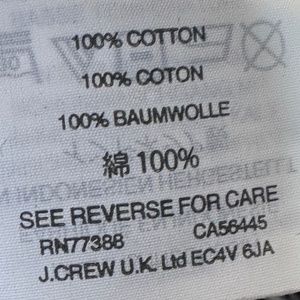 100% COTTON
100% COTON
100% BAUMWOLLE
綿 100%
SEE REVERSE FOR CARE
RN77388 CA56445
J.CREW U.K. Ltd EC4V 6JA